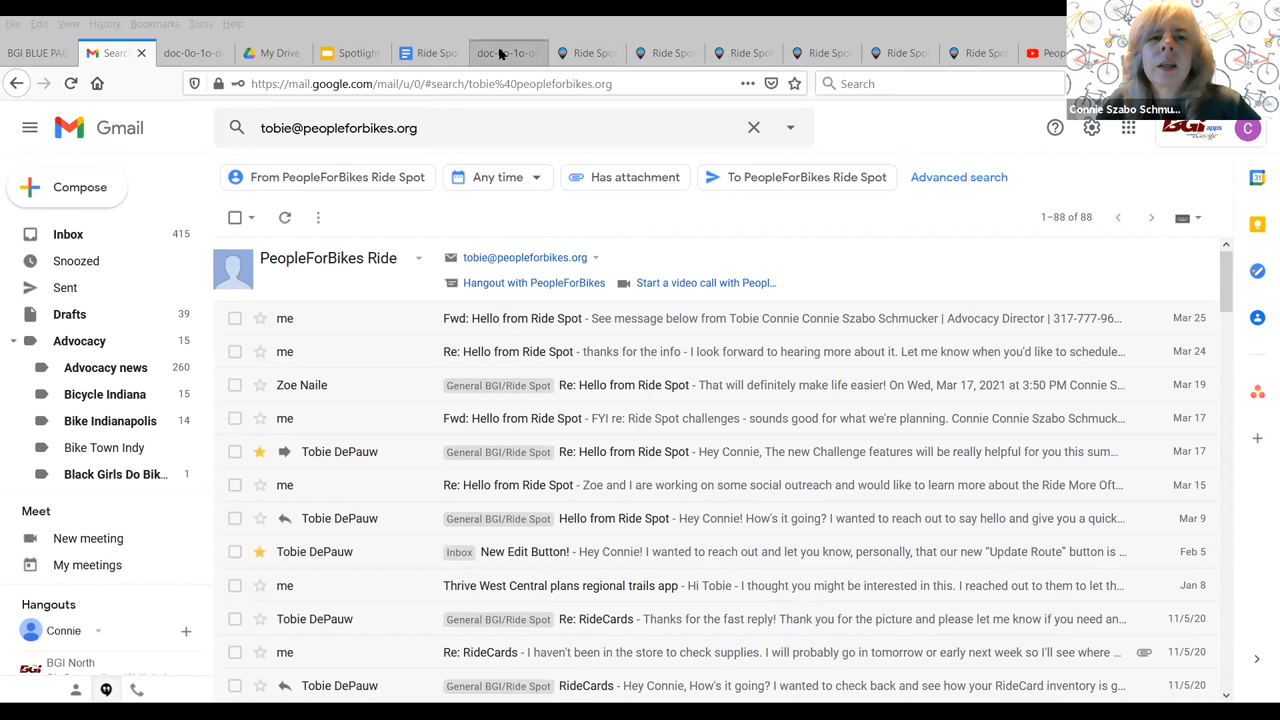 File Edit View History Bookmarks Tools Help
BGI BLUE PAG
Searc
doc-0o-1o-d
My Drive
Spotligh
Ride Spo
doc-0o-1o-d
Ride Spo
Ride Spo
Ride Spo
Ride Spo
Ride Spo
Ride Spo
Peop
https://mail.google.com/mail/u/0/#search/tobie%40peopleforbikes.org
Search
Connie Szabo Schmu...
Gmail
tobie@peopleforbikes.org
BGI apps
C
Compose
From PeopleForBikes Ride Spot
Any time
Has attachment
To PeopleForBikes Ride Spot
Advanced search
1–88 of 88
Inbox 415
Snoozed
Sent
Drafts 39
Advocacy 15
Advocacy news 260
Bicycle Indiana 15
Bike Indianapolis 14
Bike Town Indy
Black Girls Do Bik... 1
Meet
New meeting
My meetings
Hangouts
Connie
BGI North
PeopleForBikes Ride
tobie@peopleforbikes.org
Hangout with PeopleForBikes
Start a video call with Peopl...
me Fwd: Hello from Ride Spot - See message below from Tobie Connie Connie Szabo Schmucker | Advocacy Director | 317-777-96... Mar 25
me Re: Hello from Ride Spot - thanks for the info - I look forward to hearing more about it. Let me know when you'd like to schedule... Mar 24
Zoe Naile General BGI/Ride Spot Re: Hello from Ride Spot - That will definitely make life easier! On Wed, Mar 17, 2021 at 3:50 PM Connie S... Mar 19
me Fwd: Hello from Ride Spot - FYI re: Ride Spot challenges - sounds good for what we're planning. Connie Connie Szabo Schmuck... Mar 17
Tobie DePauw General BGI/Ride Spot Re: Hello from Ride Spot - Hey Connie, The new Challenge features will be really helpful for you this sum... Mar 17
me Re: Hello from Ride Spot - Zoe and I are working on some social outreach and would like to learn more about the Ride More Oft... Mar 15
Tobie DePauw General BGI/Ride Spot Hello from Ride Spot - Hey Connie! How's it going? I wanted to reach out to say hello and give you a quick... Mar 9
Tobie DePauw Inbox New Edit Button! - Hey Connie! I wanted to reach out and let you know, personally, that our new “Update Route” button is ... Feb 5
me Thrive West Central plans regional trails app - Hi Tobie - I thought you might be interested in this. I reached out to them to let th... Jan 8
Tobie DePauw General BGI/Ride Spot Re: RideCards - Thanks for the fast reply! Thank you for the picture and please let me know if you need an... 11/5/20
me Re: RideCards - I haven't been in the store to check supplies. I will probably go in tomorrow or early next week so I'll see where ... 11/5/20
Tobie DePauw General BGI/Ride Spot RideCards - Hey Connie, How's it going? I wanted to check back and see how your RideCard inventory is g... 11/5/20